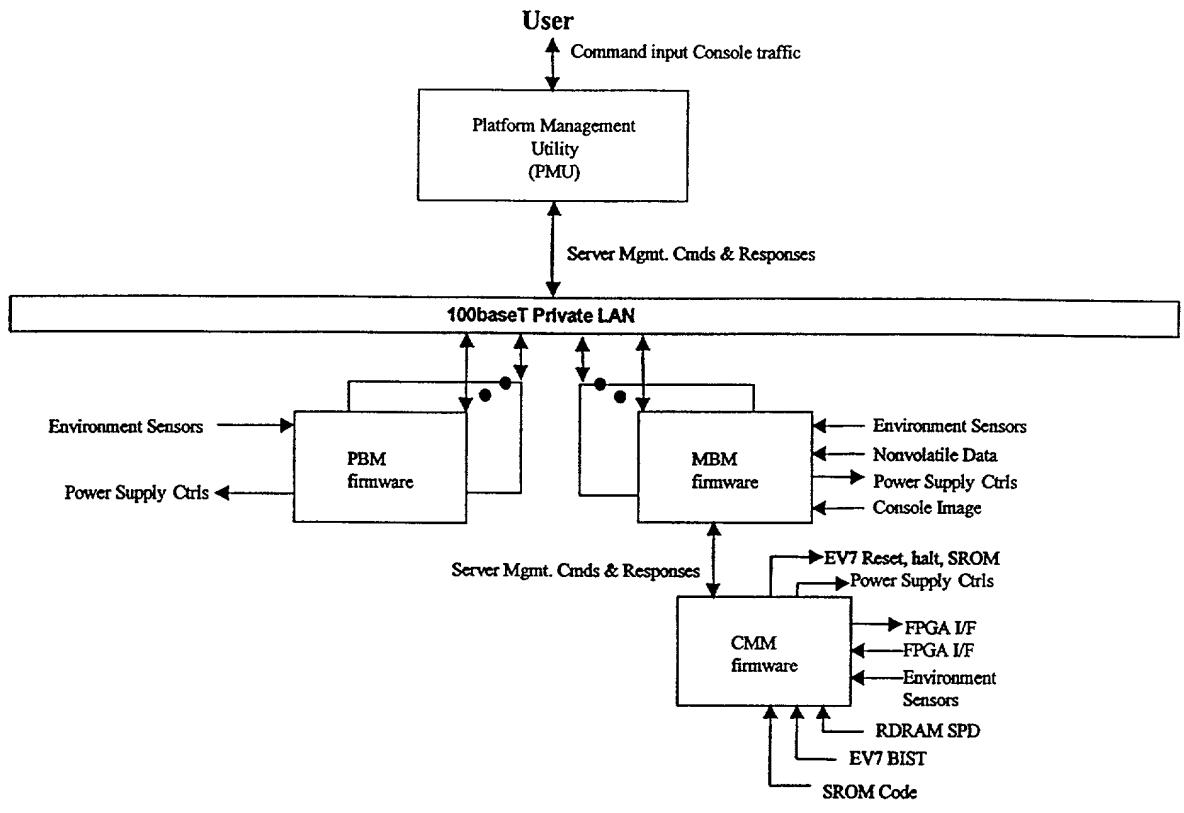 User
Command input Console traffic
Platform Management
Utility
(PMU)
Server Mgmt. Cmds & Responses
100baseT Private LAN
Environment Sensors
Power Supply Ctrls
PBM
firmware
MBM
firmware
Environment Sensors
Nonvolatile Data
Power Supply Ctrls
Console Image
Server Mgmt. Cmds & Responses
EV7 Reset, halt, SROM
Power Supply Ctrls
CMM
firmware
FPGA I/F
FPGA I/F
Environment
Sensors
RDRAM SPD
EV7 BIST
SROM Code